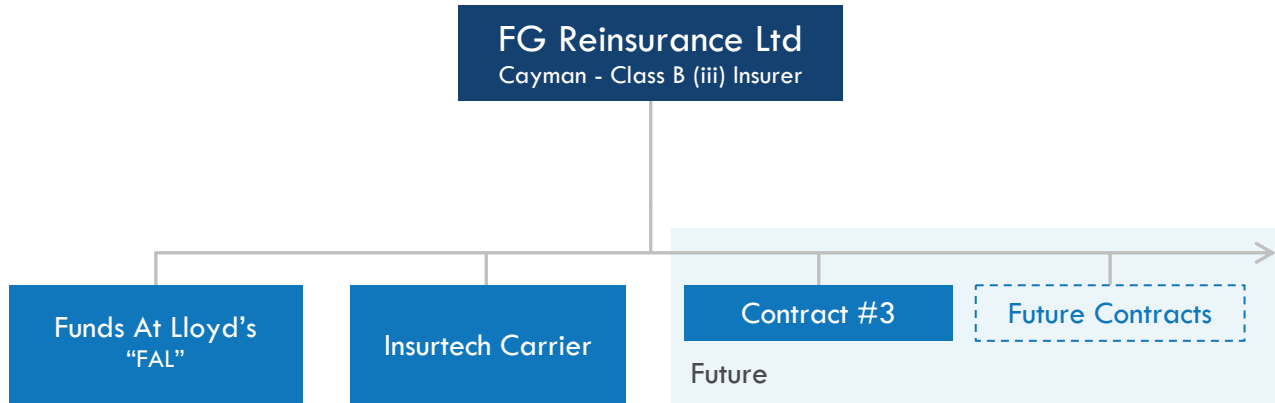 FG Reinsurance Ltd
Cayman - Class B (iii) Insurer
Funds At Lloyd’s
“FAL”
Insurtech Carrier
Contract #3
Future Contracts
Future